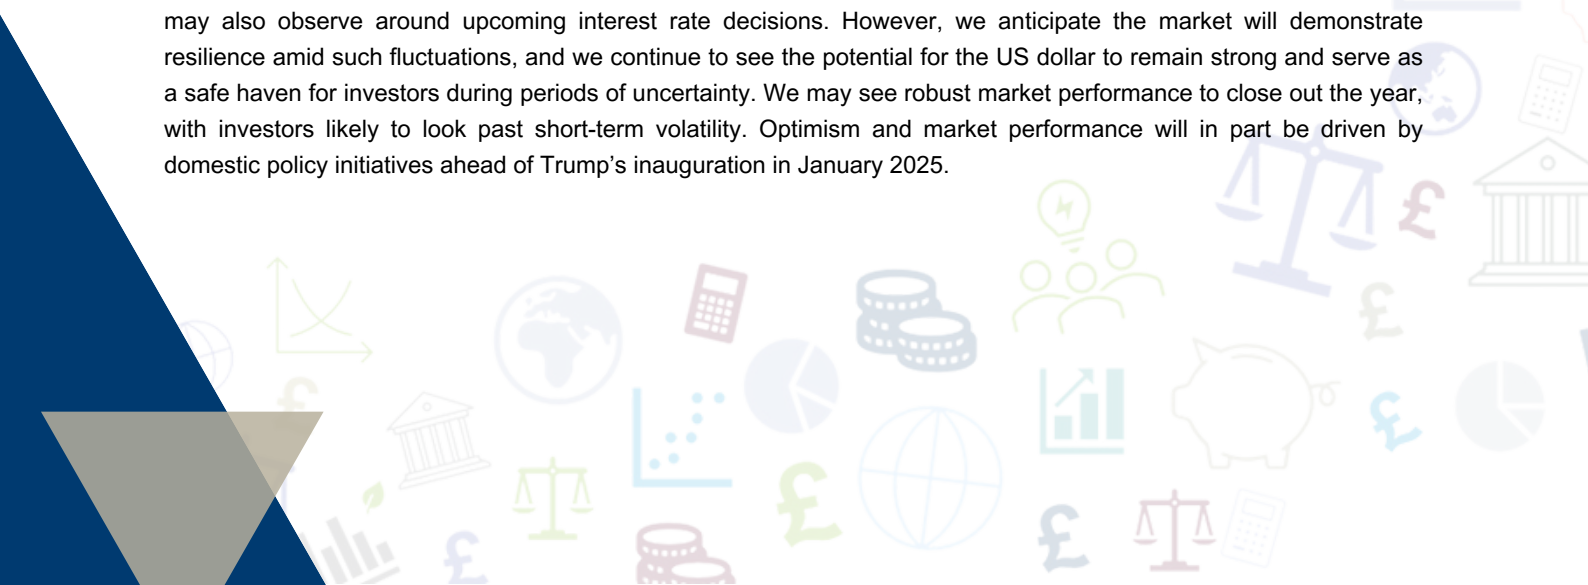 may also observe around upcoming interest rate decisions. However, we anticipate the market will demonstrate
resilience amid such fluctuations, and we continue to see the potential for the US dollar to remain strong and serve as
a safe haven for investors during periods of uncertainty. We may see robust market performance to close out the year,
with investors likely to look past short-term volatility. Optimism and market performance will in part be driven by
domestic policy initiatives ahead of Trump’s inauguration in January 2025.